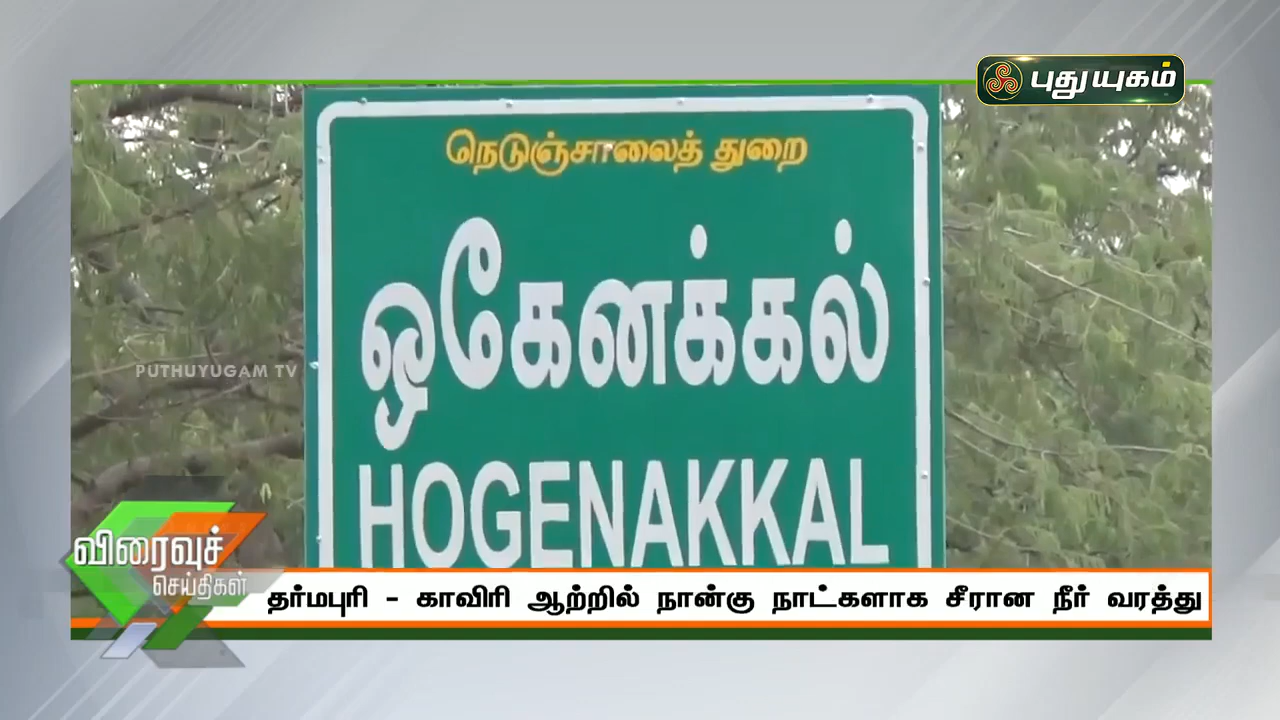 புதுயுகம்
நெடுஞ்சாலைத் துறை
ஒகேனக்கல்
PUTHUYUGAM TV
HOGENAKKAL
விரைவுச்
செய்திகள்
தர்மபுரி - காவிரி ஆற்றில் நான்கு நாட்களாக சீரான நீர் வரத்து